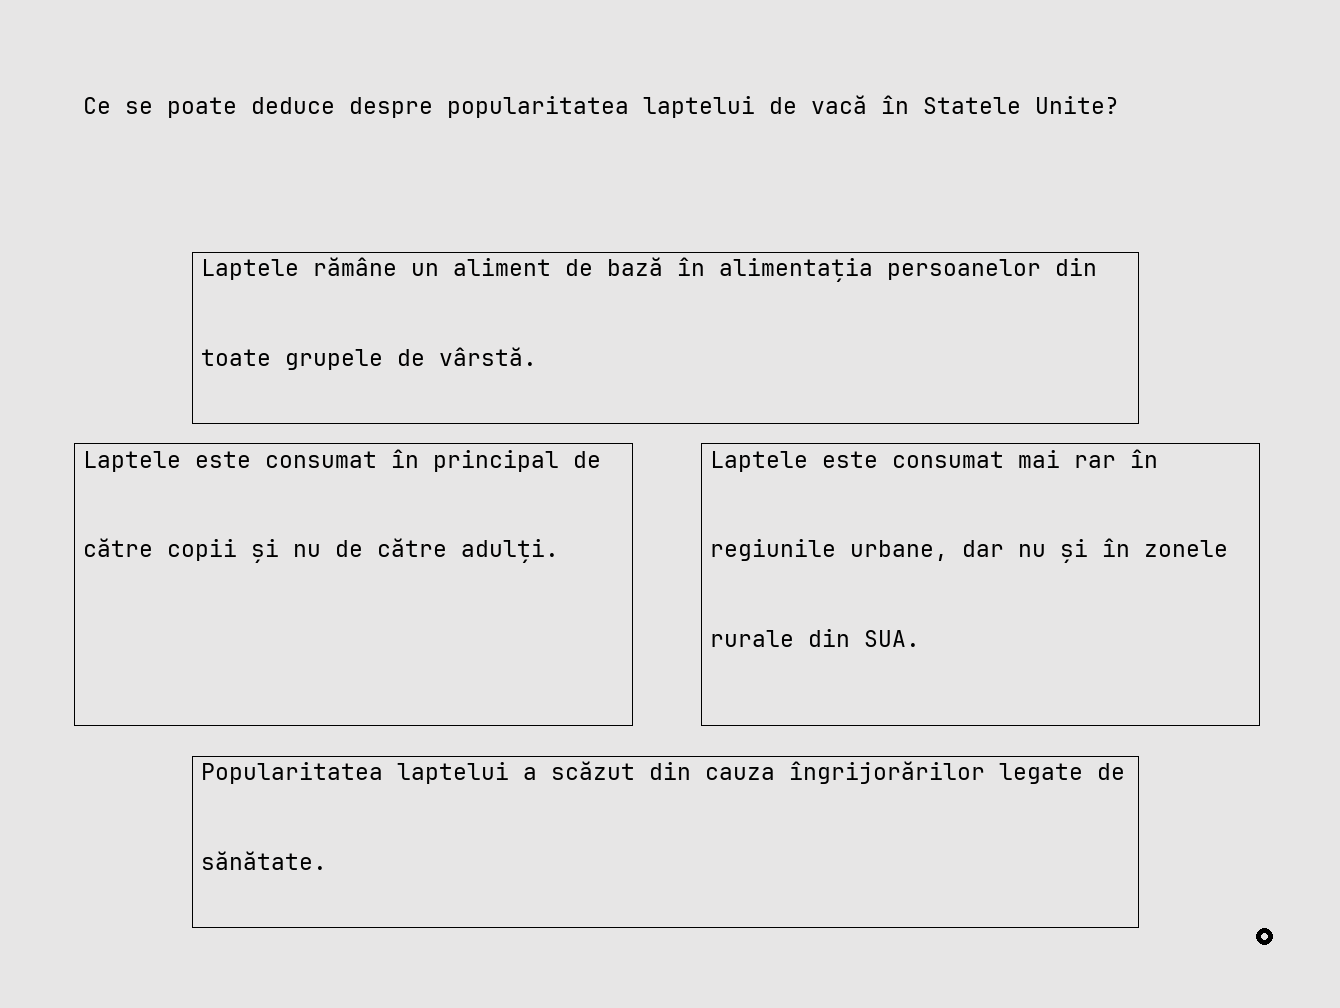 Ce se poate deduce despre popularitatea laptelui de vacă în Statele Unite?
Laptele rămâne un aliment de bază în alimentația persoanelor din
toate grupele de vârstă.
Laptele este consumat în principal de
către copii și nu de către adulți.
Laptele este consumat mai rar în
regiunile urbane, dar nu și în zonele
rurale din SUA.
Popularitatea laptelui a scăzut din cauza îngrijorărilor legate de
sănătate.